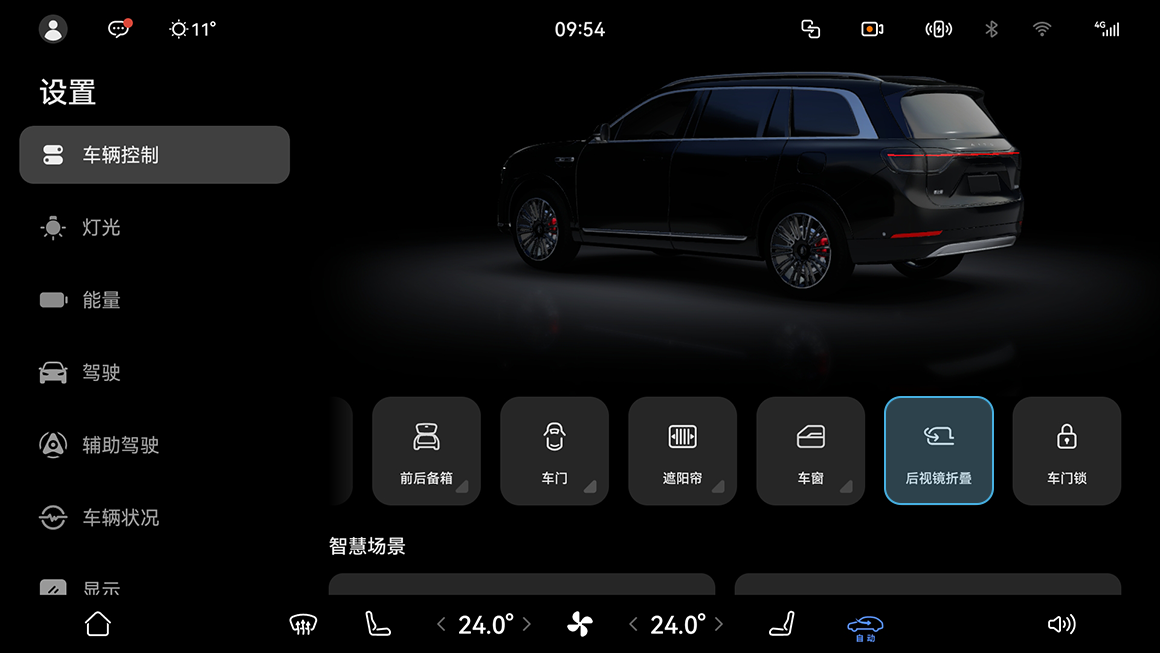 11°
09:54
4G
设置
车辆控制
灯光
能量
驾驶
辅助驾驶
车辆状况
显示
前后备箱
车门
遮阳帘
车窗
后视镜折叠
车门锁
智慧场景
24.0°
24.0°
自动